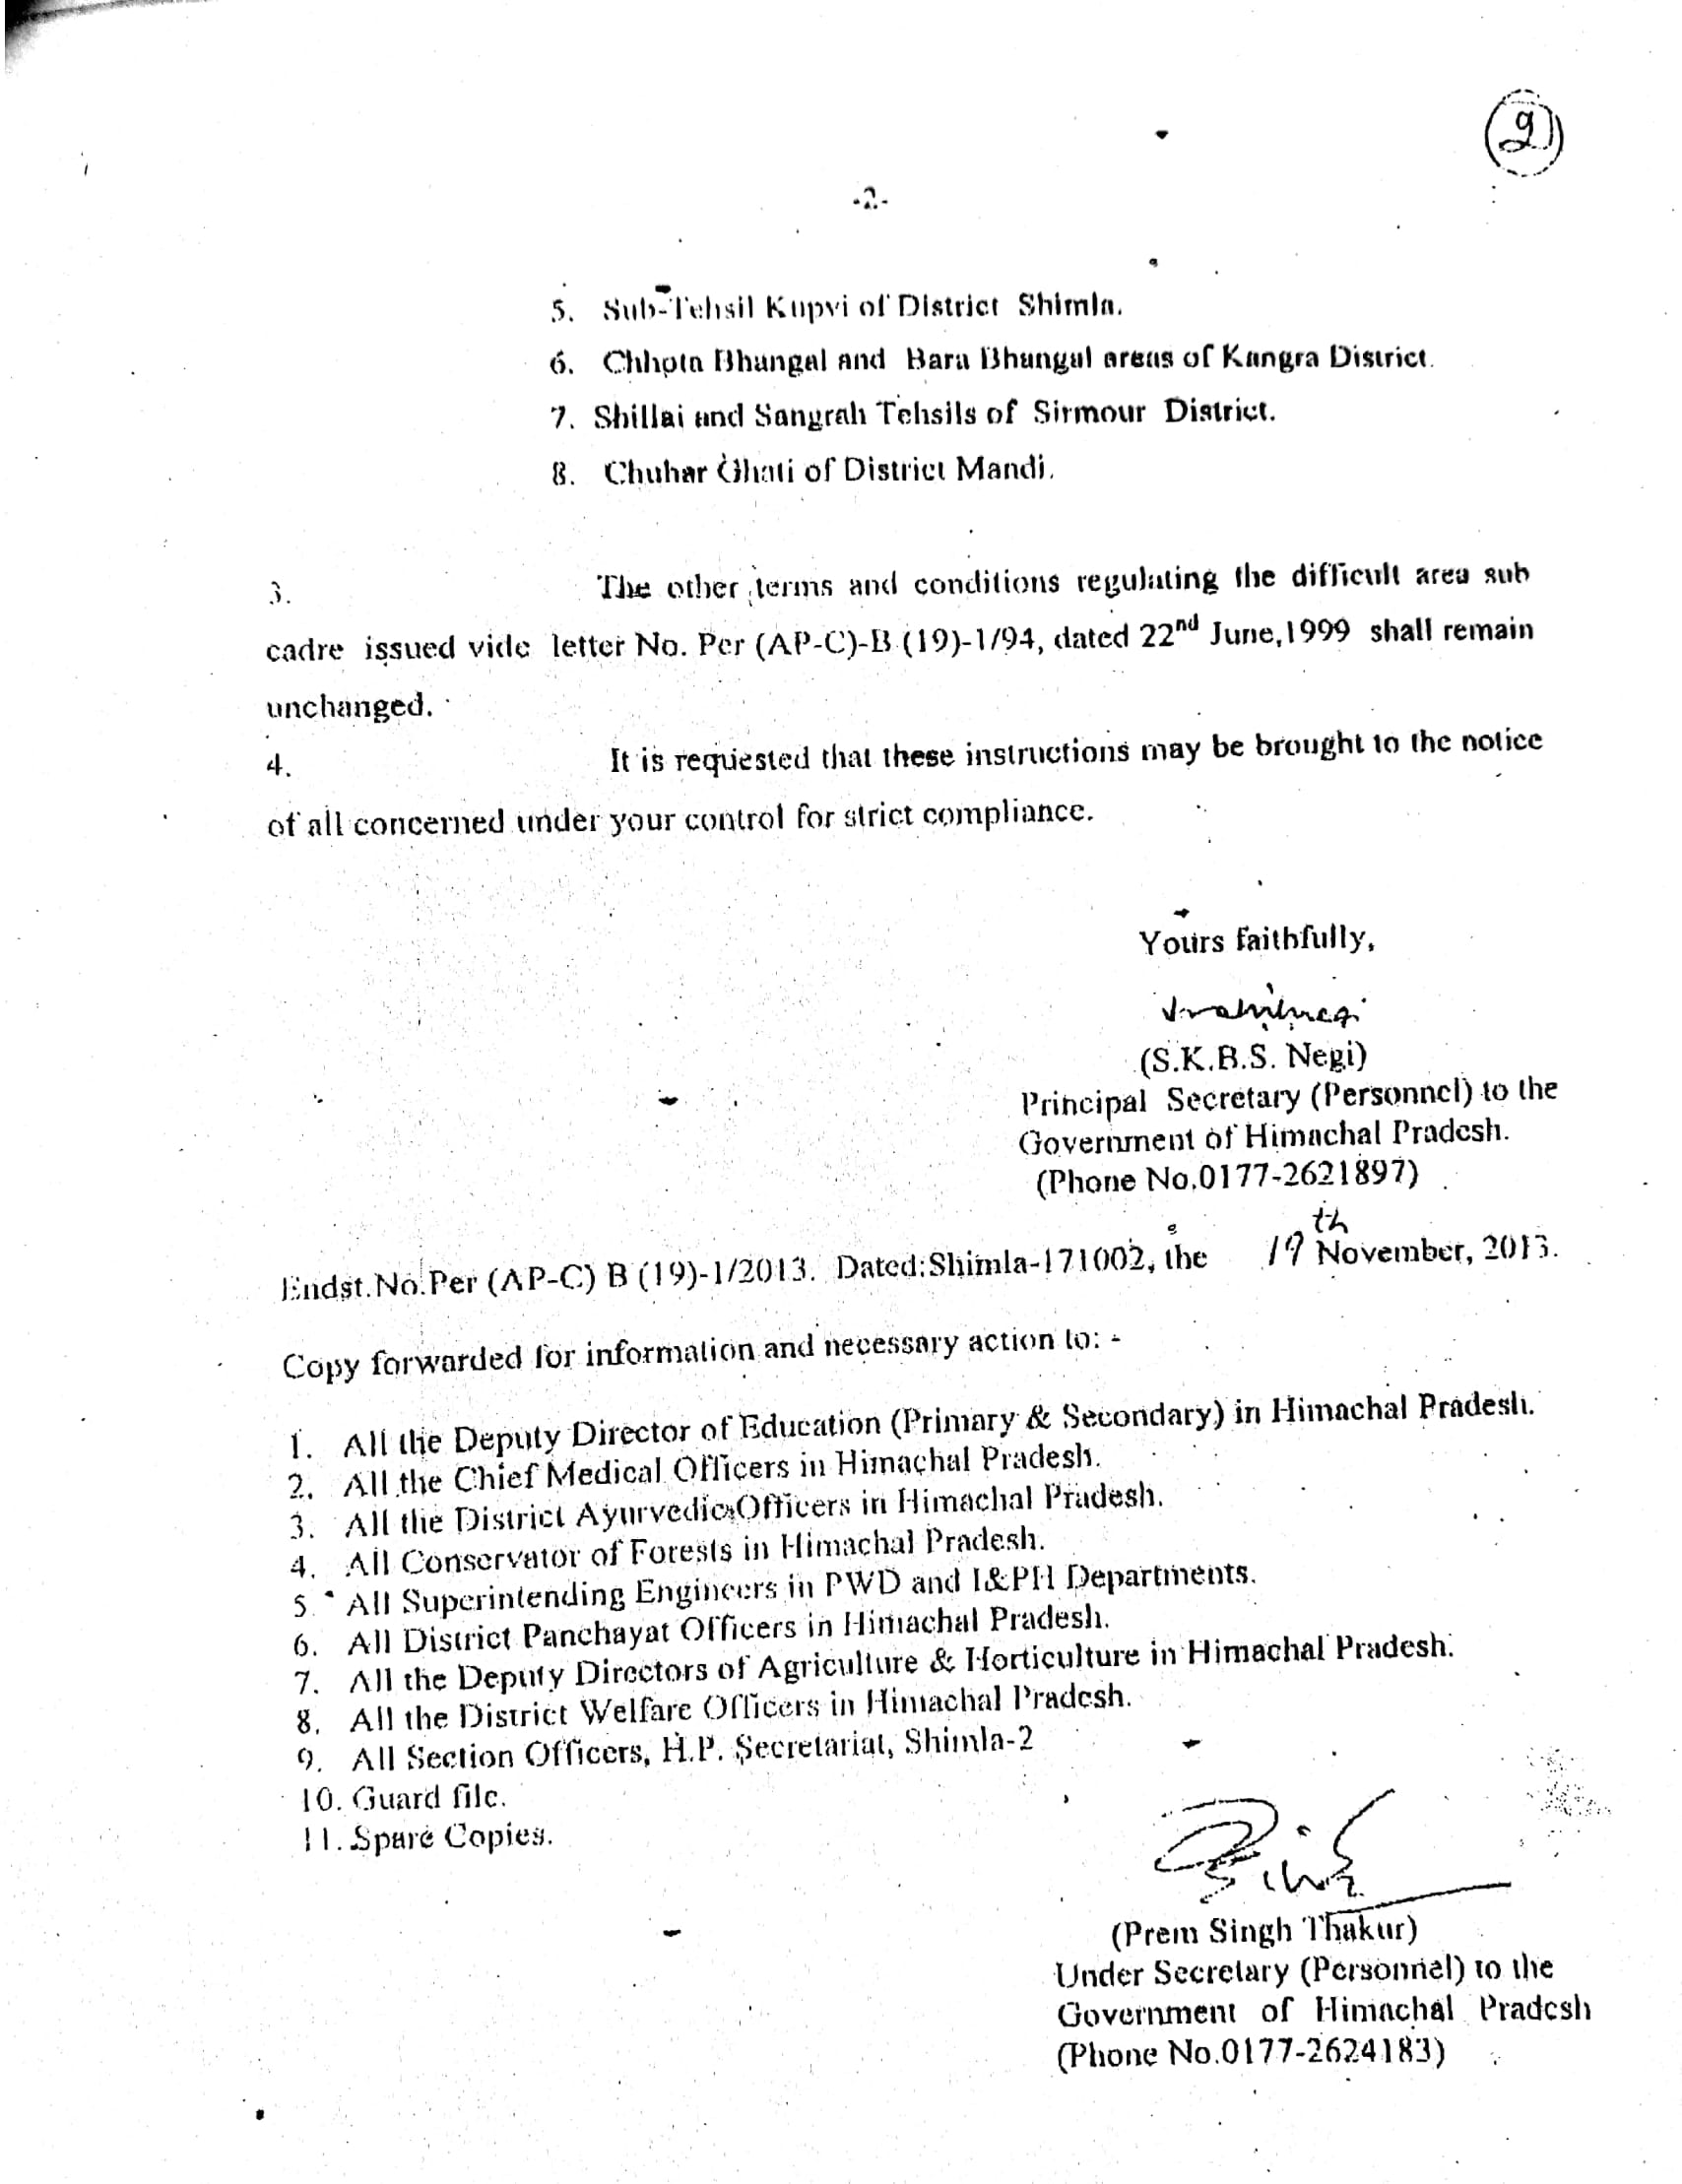 -2-
5. Sub-Tehsil Kupvi of District Shimla.
6. Chhota Bhangal and Bara Bhangal areas of Kangra District.
7. Shillai and Sangrah Tehsils of Sirmour District.
8. Chuhar Ghati of District Mandi.
3. The other terms and conditions regulating the difficult area sub
cadre issued vide letter No. Per (AP-C)-B (19)-1/94, dated 22nd June,1999 shall remain
unchanged.
4. It is requested that these instructions may be brought to the notice
of all concerned under your control for strict compliance.
Yours faithfully,
(S.K.B.S. Negi)
Principal Secretary (Personnel) to the
Government of Himachal Pradesh.
(Phone No.0177-2621897)
Endst.No.Per (AP-C) B (19)-1/2013. Dated:Shimla-171002, the 19th November, 2013.
Copy forwarded for information and necessary action to: -
1. All the Deputy Director of Education (Primary & Secondary) in Himachal Pradesh.
2. All the Chief Medical Officers in Himachal Pradesh.
3. All the District Ayurvedic Officers in Himachal Pradesh.
4. All Conservator of Forests in Himachal Pradesh.
5. All Superintending Engineers in PWD and I&PH Departments.
6. All District Panchayat Officers in Himachal Pradesh.
7. All the Deputy Directors of Agriculture & Horticulture in Himachal Pradesh.
8. All the District Welfare Officers in Himachal Pradesh.
9. All Section Officers, H.P. Secretariat, Shimla-2
10. Guard file.
11. Spare Copies.
(Prem Singh Thakur)
Under Secretary (Personnel) to the
Government of Himachal Pradesh
(Phone No.0177-2624183)